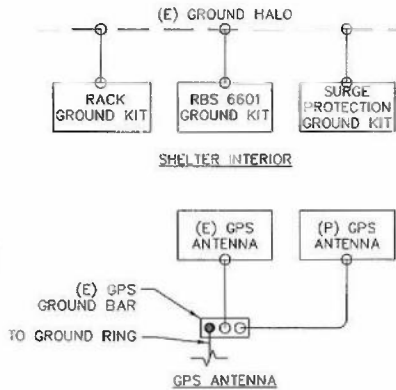 (E) GROUND HALO
RACK
GROUND KIT
RBS 6601
GROUND KIT
SURGE
PROTECTION
GROUND KIT
SHELTER INTERIOR
(E) GPS
ANTENNA
(P) GPS
ANTENNA
(E) GPS
GROUND BAR
TO GROUND RING
GPS ANTENNA